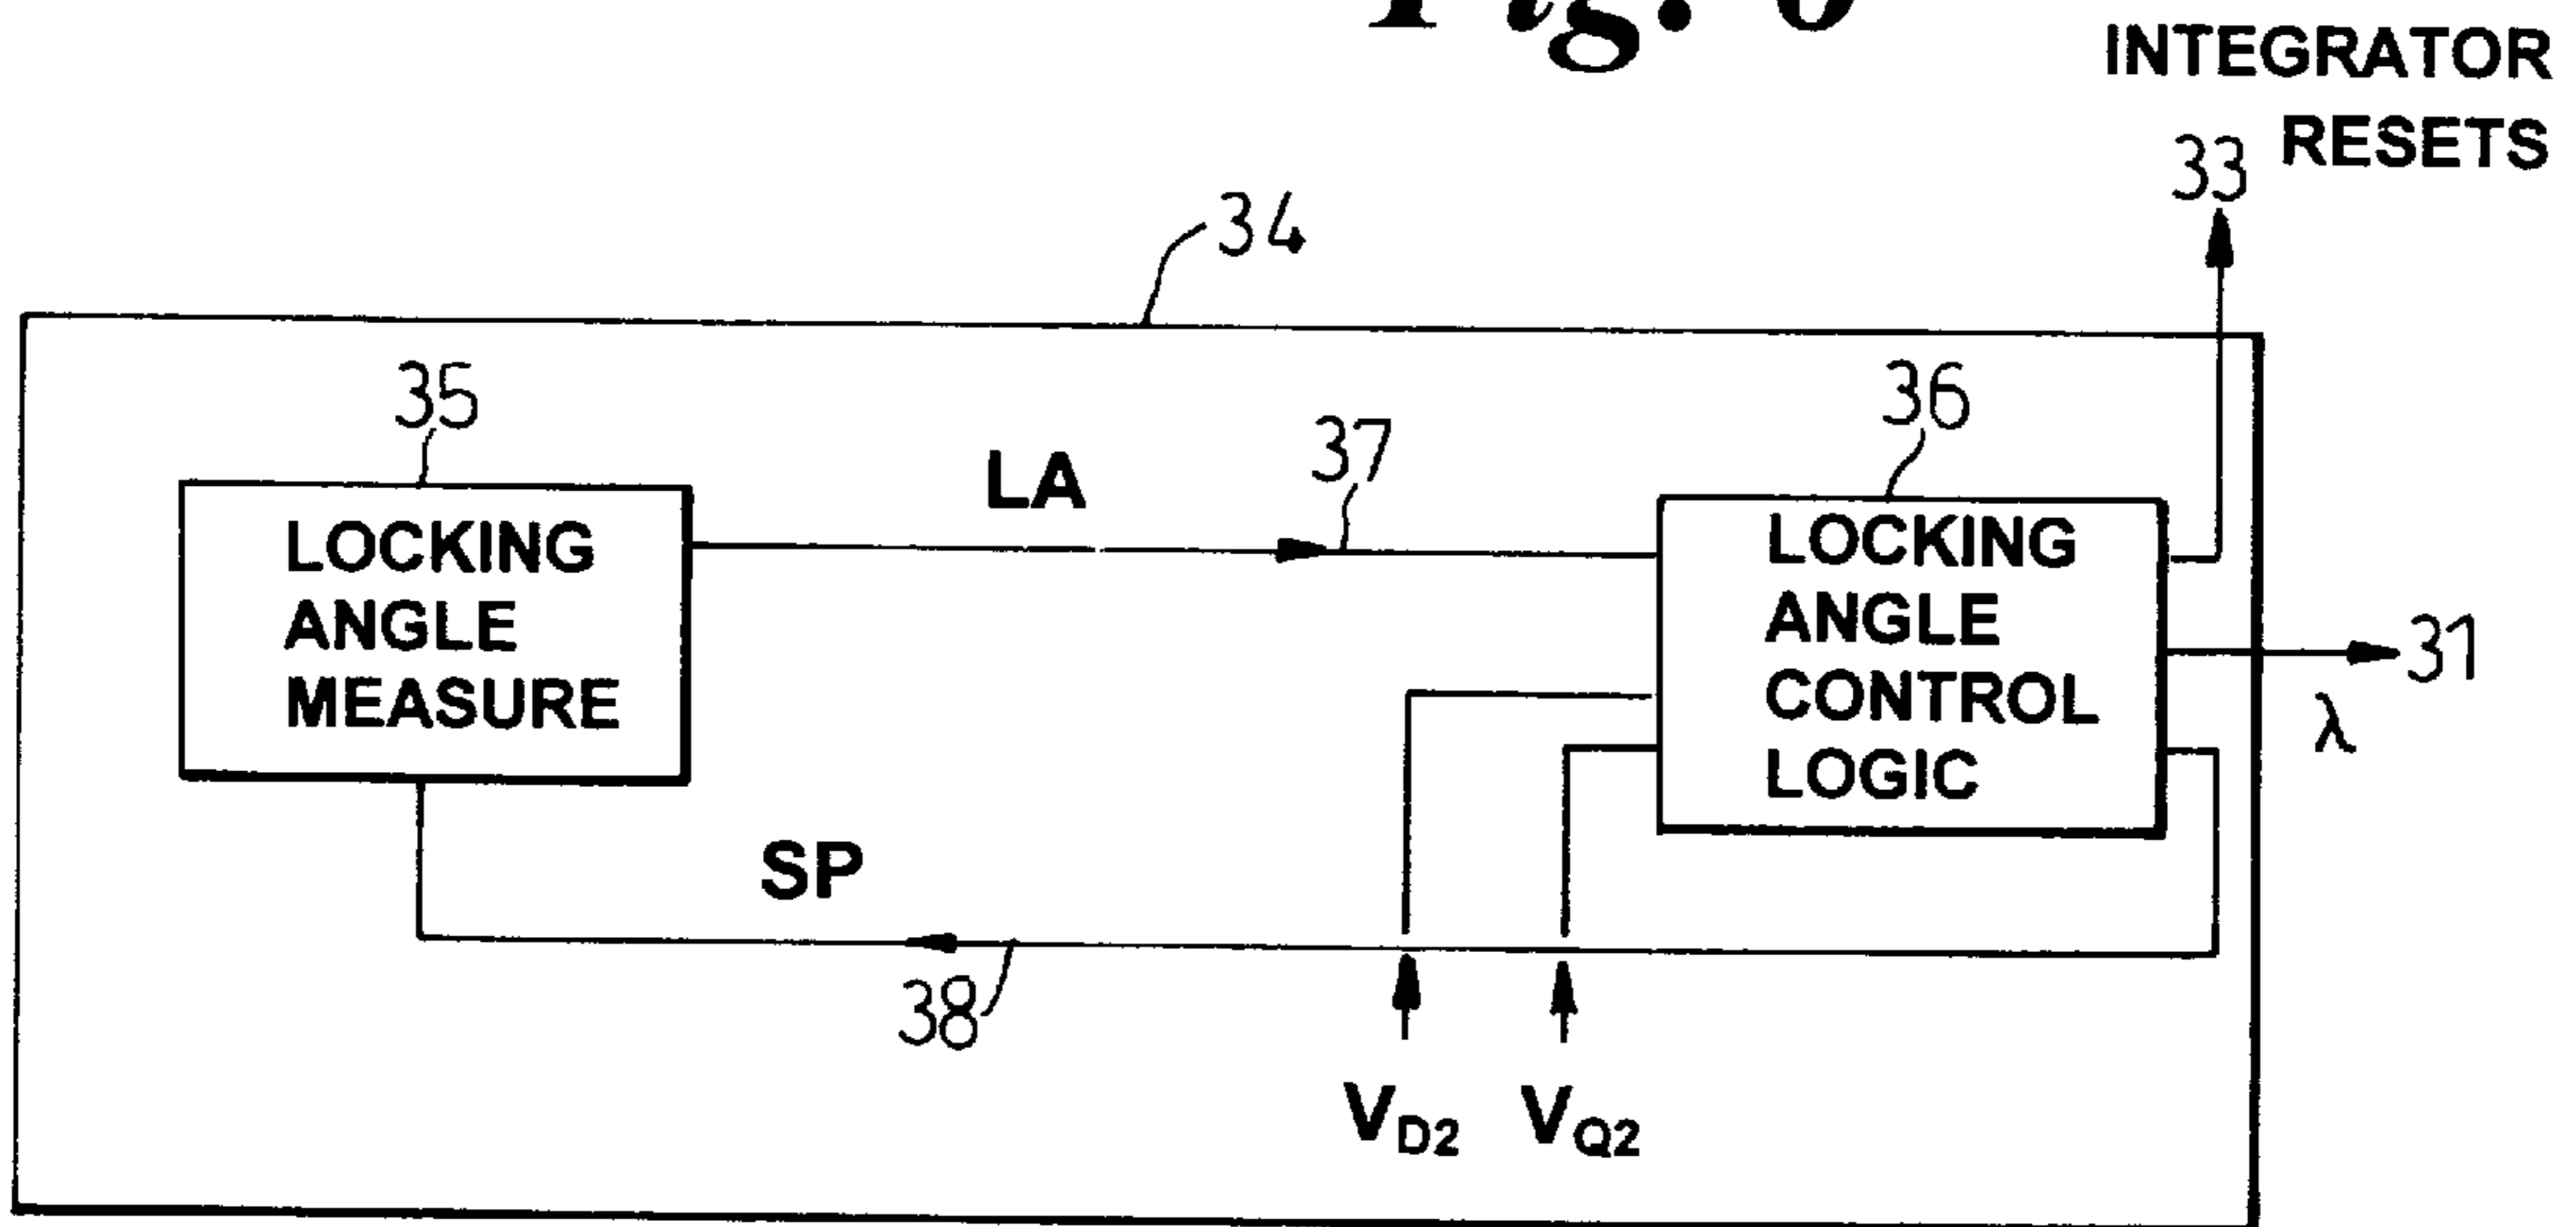 INTEGRATOR
RESETS
33
34
35
36
37
LA
LOCKING
ANGLE
MEASURE
LOCKING
ANGLE
CONTROL
LOGIC
31
λ
SP
38
VD2 VQ2